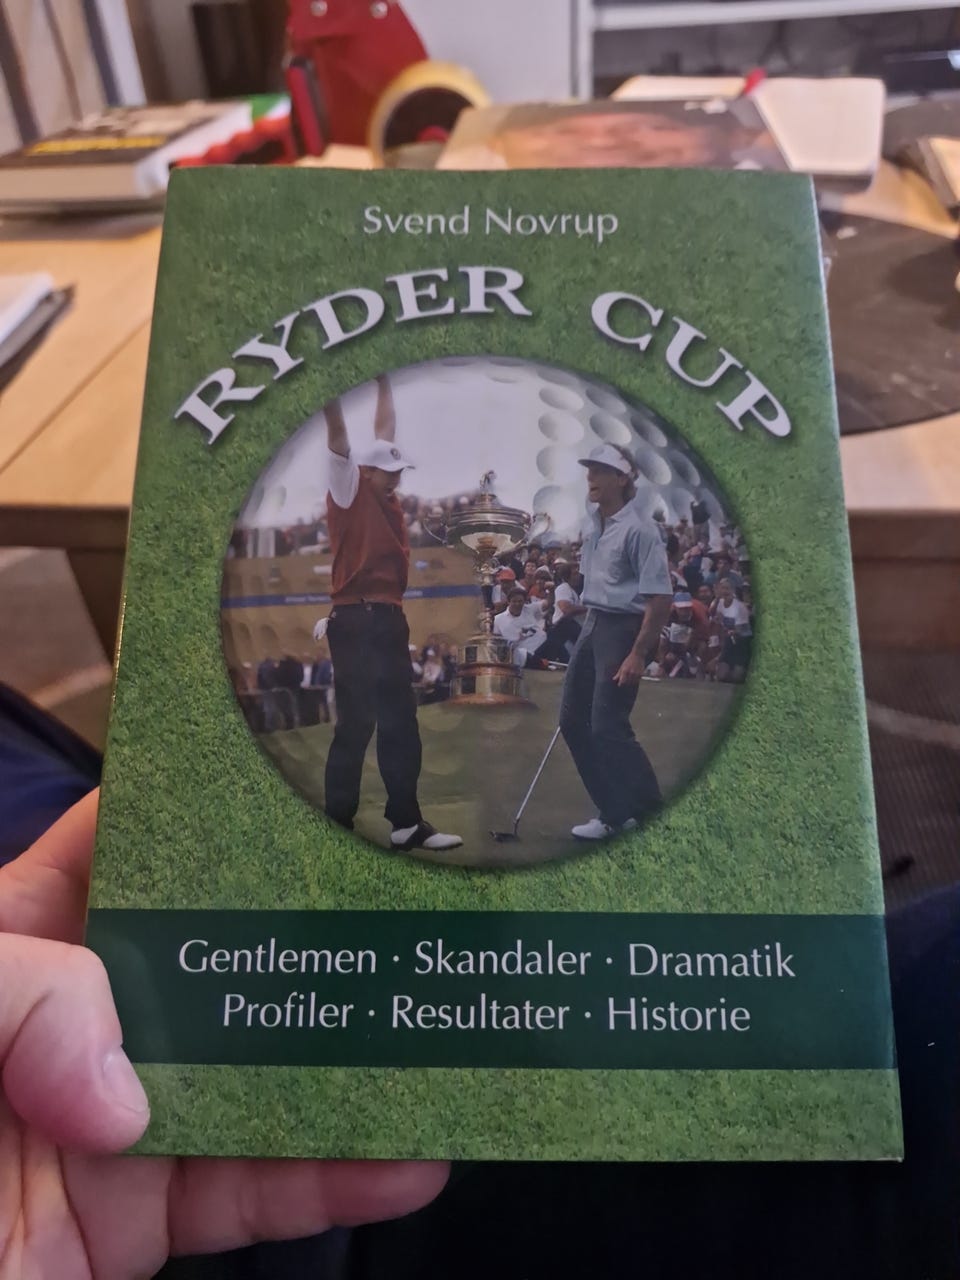 Svend Novrup
RYDER CUP
Gentlemen · Skandaler · Dramatik
Profiler · Resultater · Historie